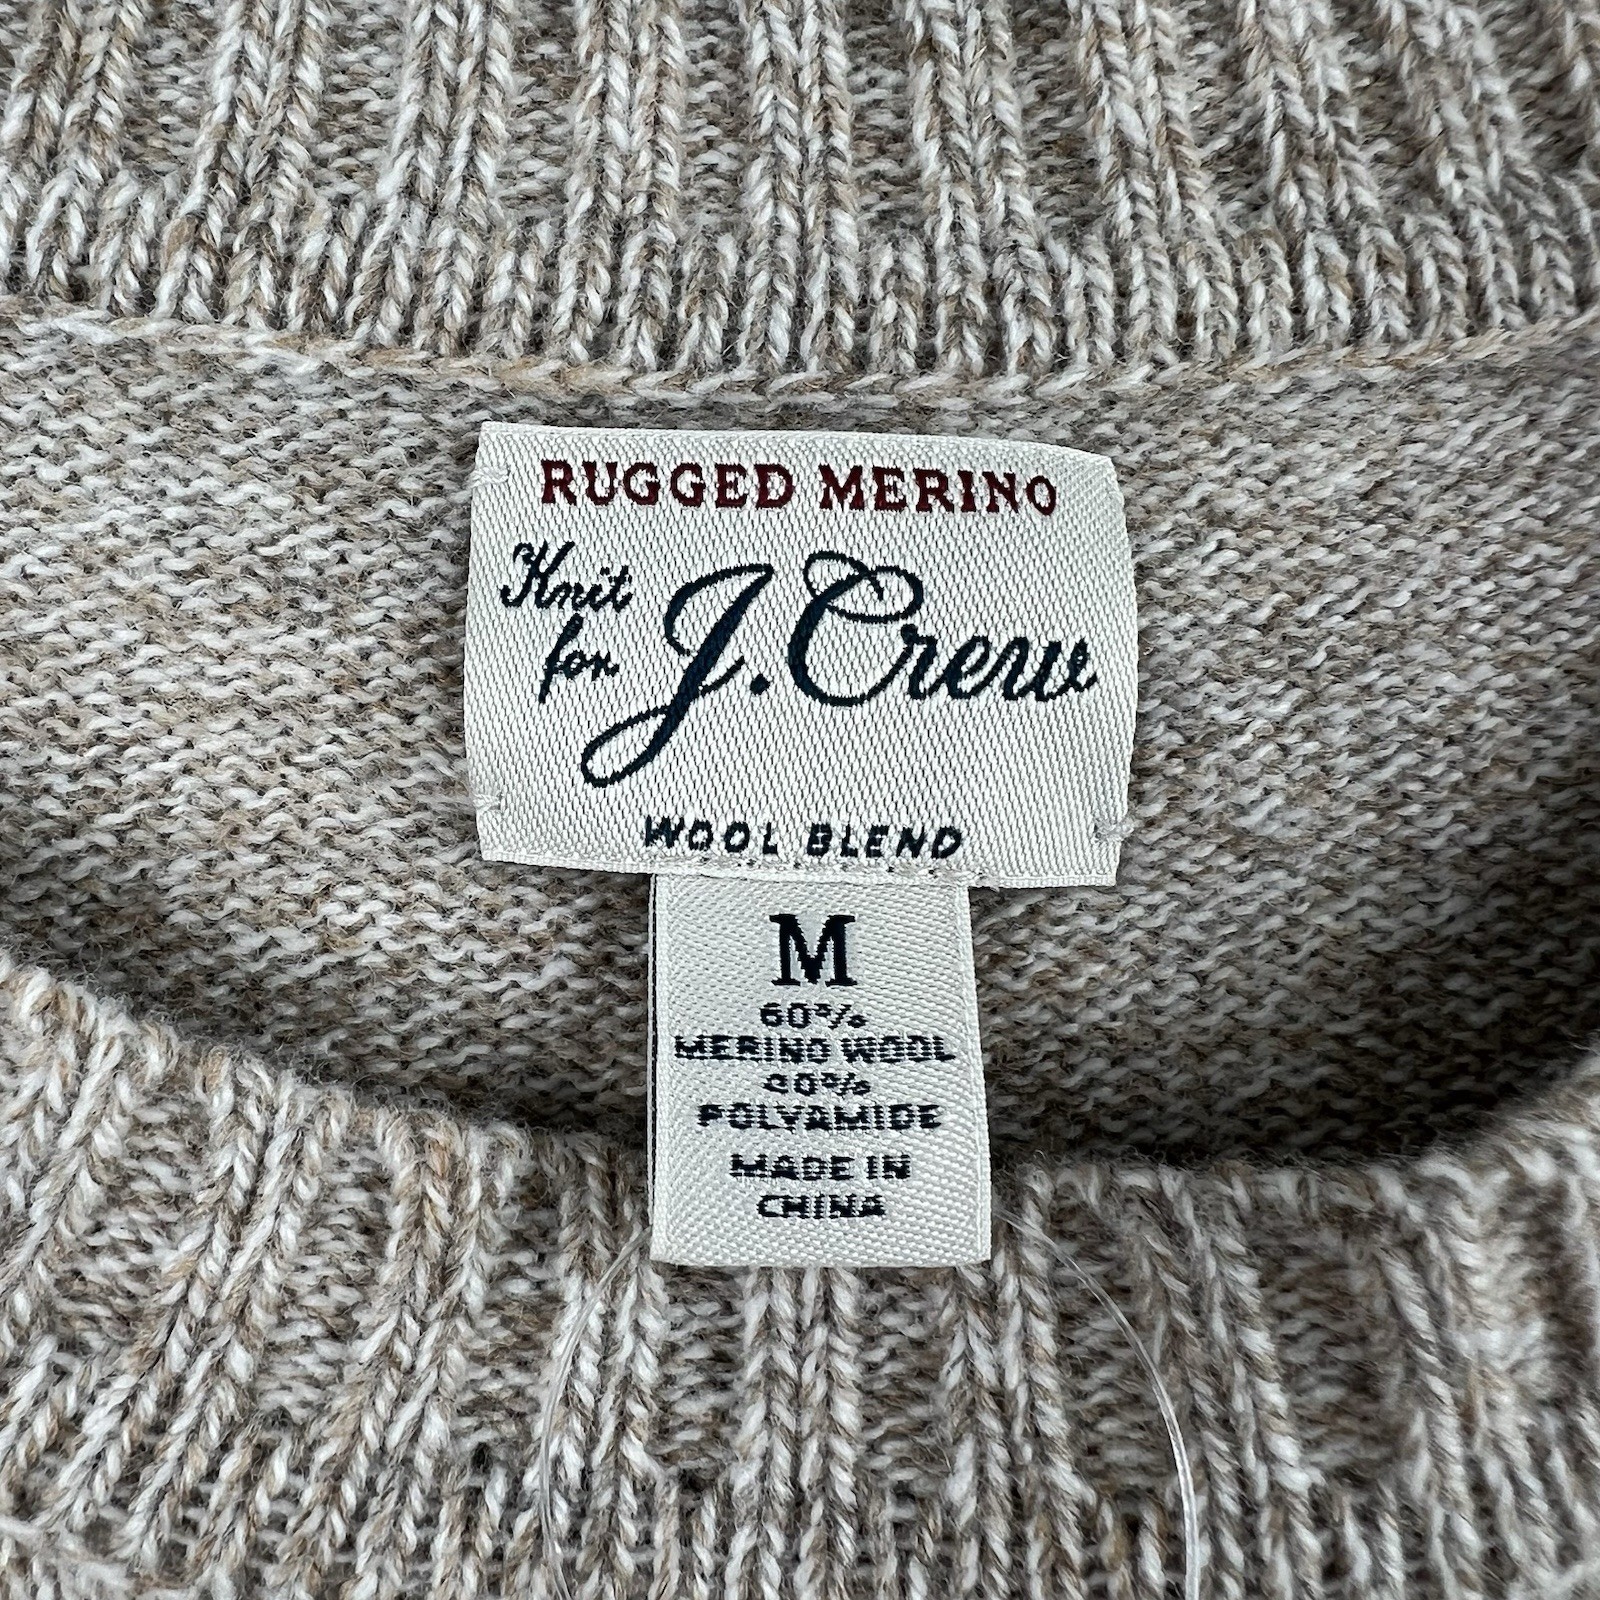 RUGGED MERINO
Knit
for
J.Crew
WOOL BLEND
M
60%
MERINO WOOL
40%
POLYAMIDE
MADE IN
CHINA